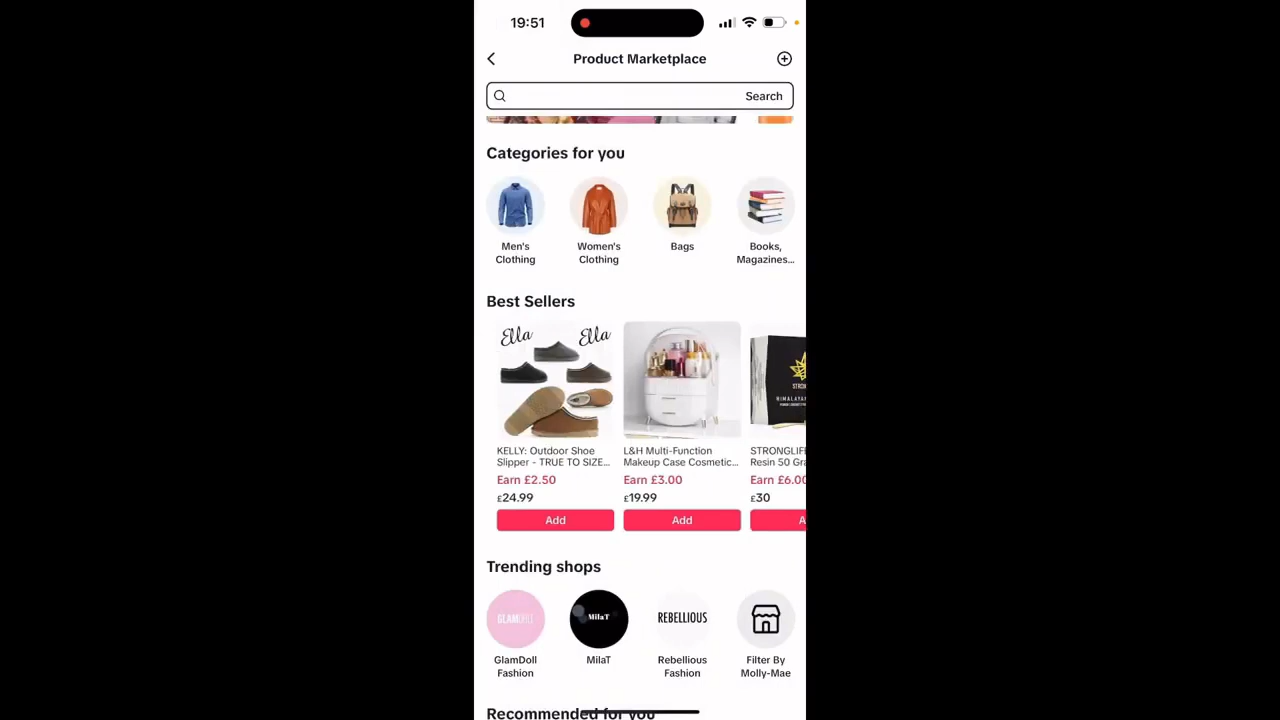 19:51
Product Marketplace
Search
Categories for you
Men's
Clothing
Women's
Clothing
Bags
Books,
Magazines...
Best Sellers
Ella Ella
KELLY: Outdoor Shoe
Slipper - TRUE TO SIZE...
Earn £2.50
£24.99
Add
L&H Multi-Function
Makeup Case Cosmetic...
Earn £3.00
£19.99
Add
STRONGLIF
Resin 50 Gra
Earn £6.00
£30
A
Trending shops
GLAMDOLL
GlamDoll
Fashion
MilaT
MilaT
REBELLIOUS
Rebellious
Fashion
Filter By
Molly-Mae
Recommended for you